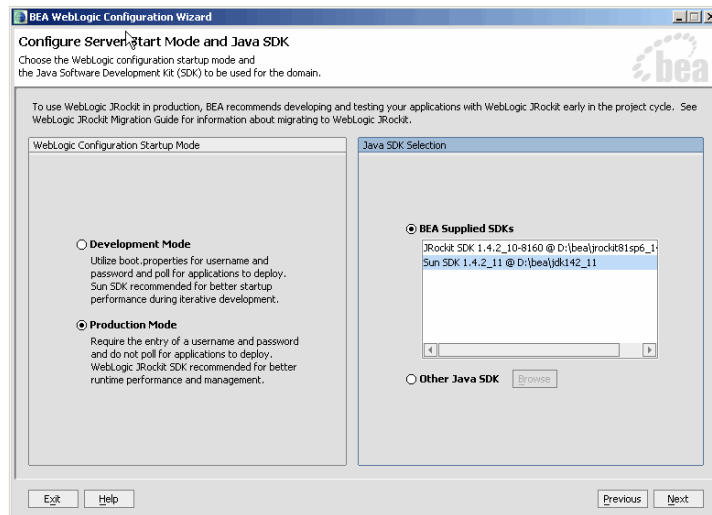 BEA WebLogic Configuration Wizard
Configure Server Start Mode and Java SDK
Choose the WebLogic configuration startup mode and
the Java Software Development Kit (SDK) to be used for the domain.
bea
To use WebLogic JRockit in production, BEA recommends developing and testing your applications with WebLogic JRockit early in the project cycle. See
WebLogic JRockit Migration Guide for information about migrating to WebLogic JRockit.
WebLogic Configuration Startup Mode
Development Mode
Utilize boot.properties for username and
password and poll for applications to deploy.
Sun SDK recommended for better startup
performance during iterative development.
Production Mode
Require the entry of a username and password
and do not poll for applications to deploy.
WebLogic JRockit SDK recommended for better
runtime performance and management.
Java SDK Selection
BEA Supplied SDKs
JRockit SDK 1.4.2_10-8160 @ D:\bea\jrockit81sp6_1
Sun SDK 1.4.2_11 @ D:\bea\jdk142_11
Other Java SDK
Browse
Exit
Help
Previous
Next